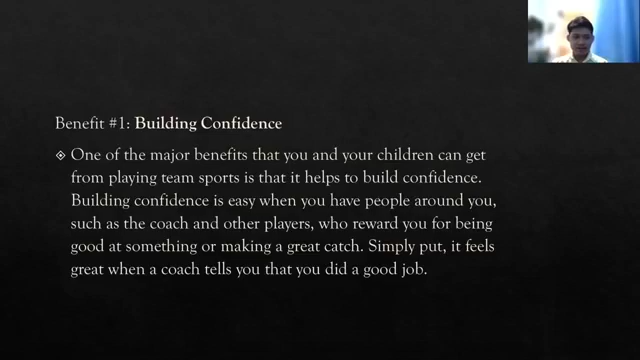 Benefit #1: Building Confidence
One of the major benefits that you and your children can get
from playing team sports is that it helps to build confidence.
Building confidence is easy when you have people around you,
such as the coach and other players, who reward you for being
good at something or making a great catch. Simply put, it feels
great when a coach tells you that you did a good job.